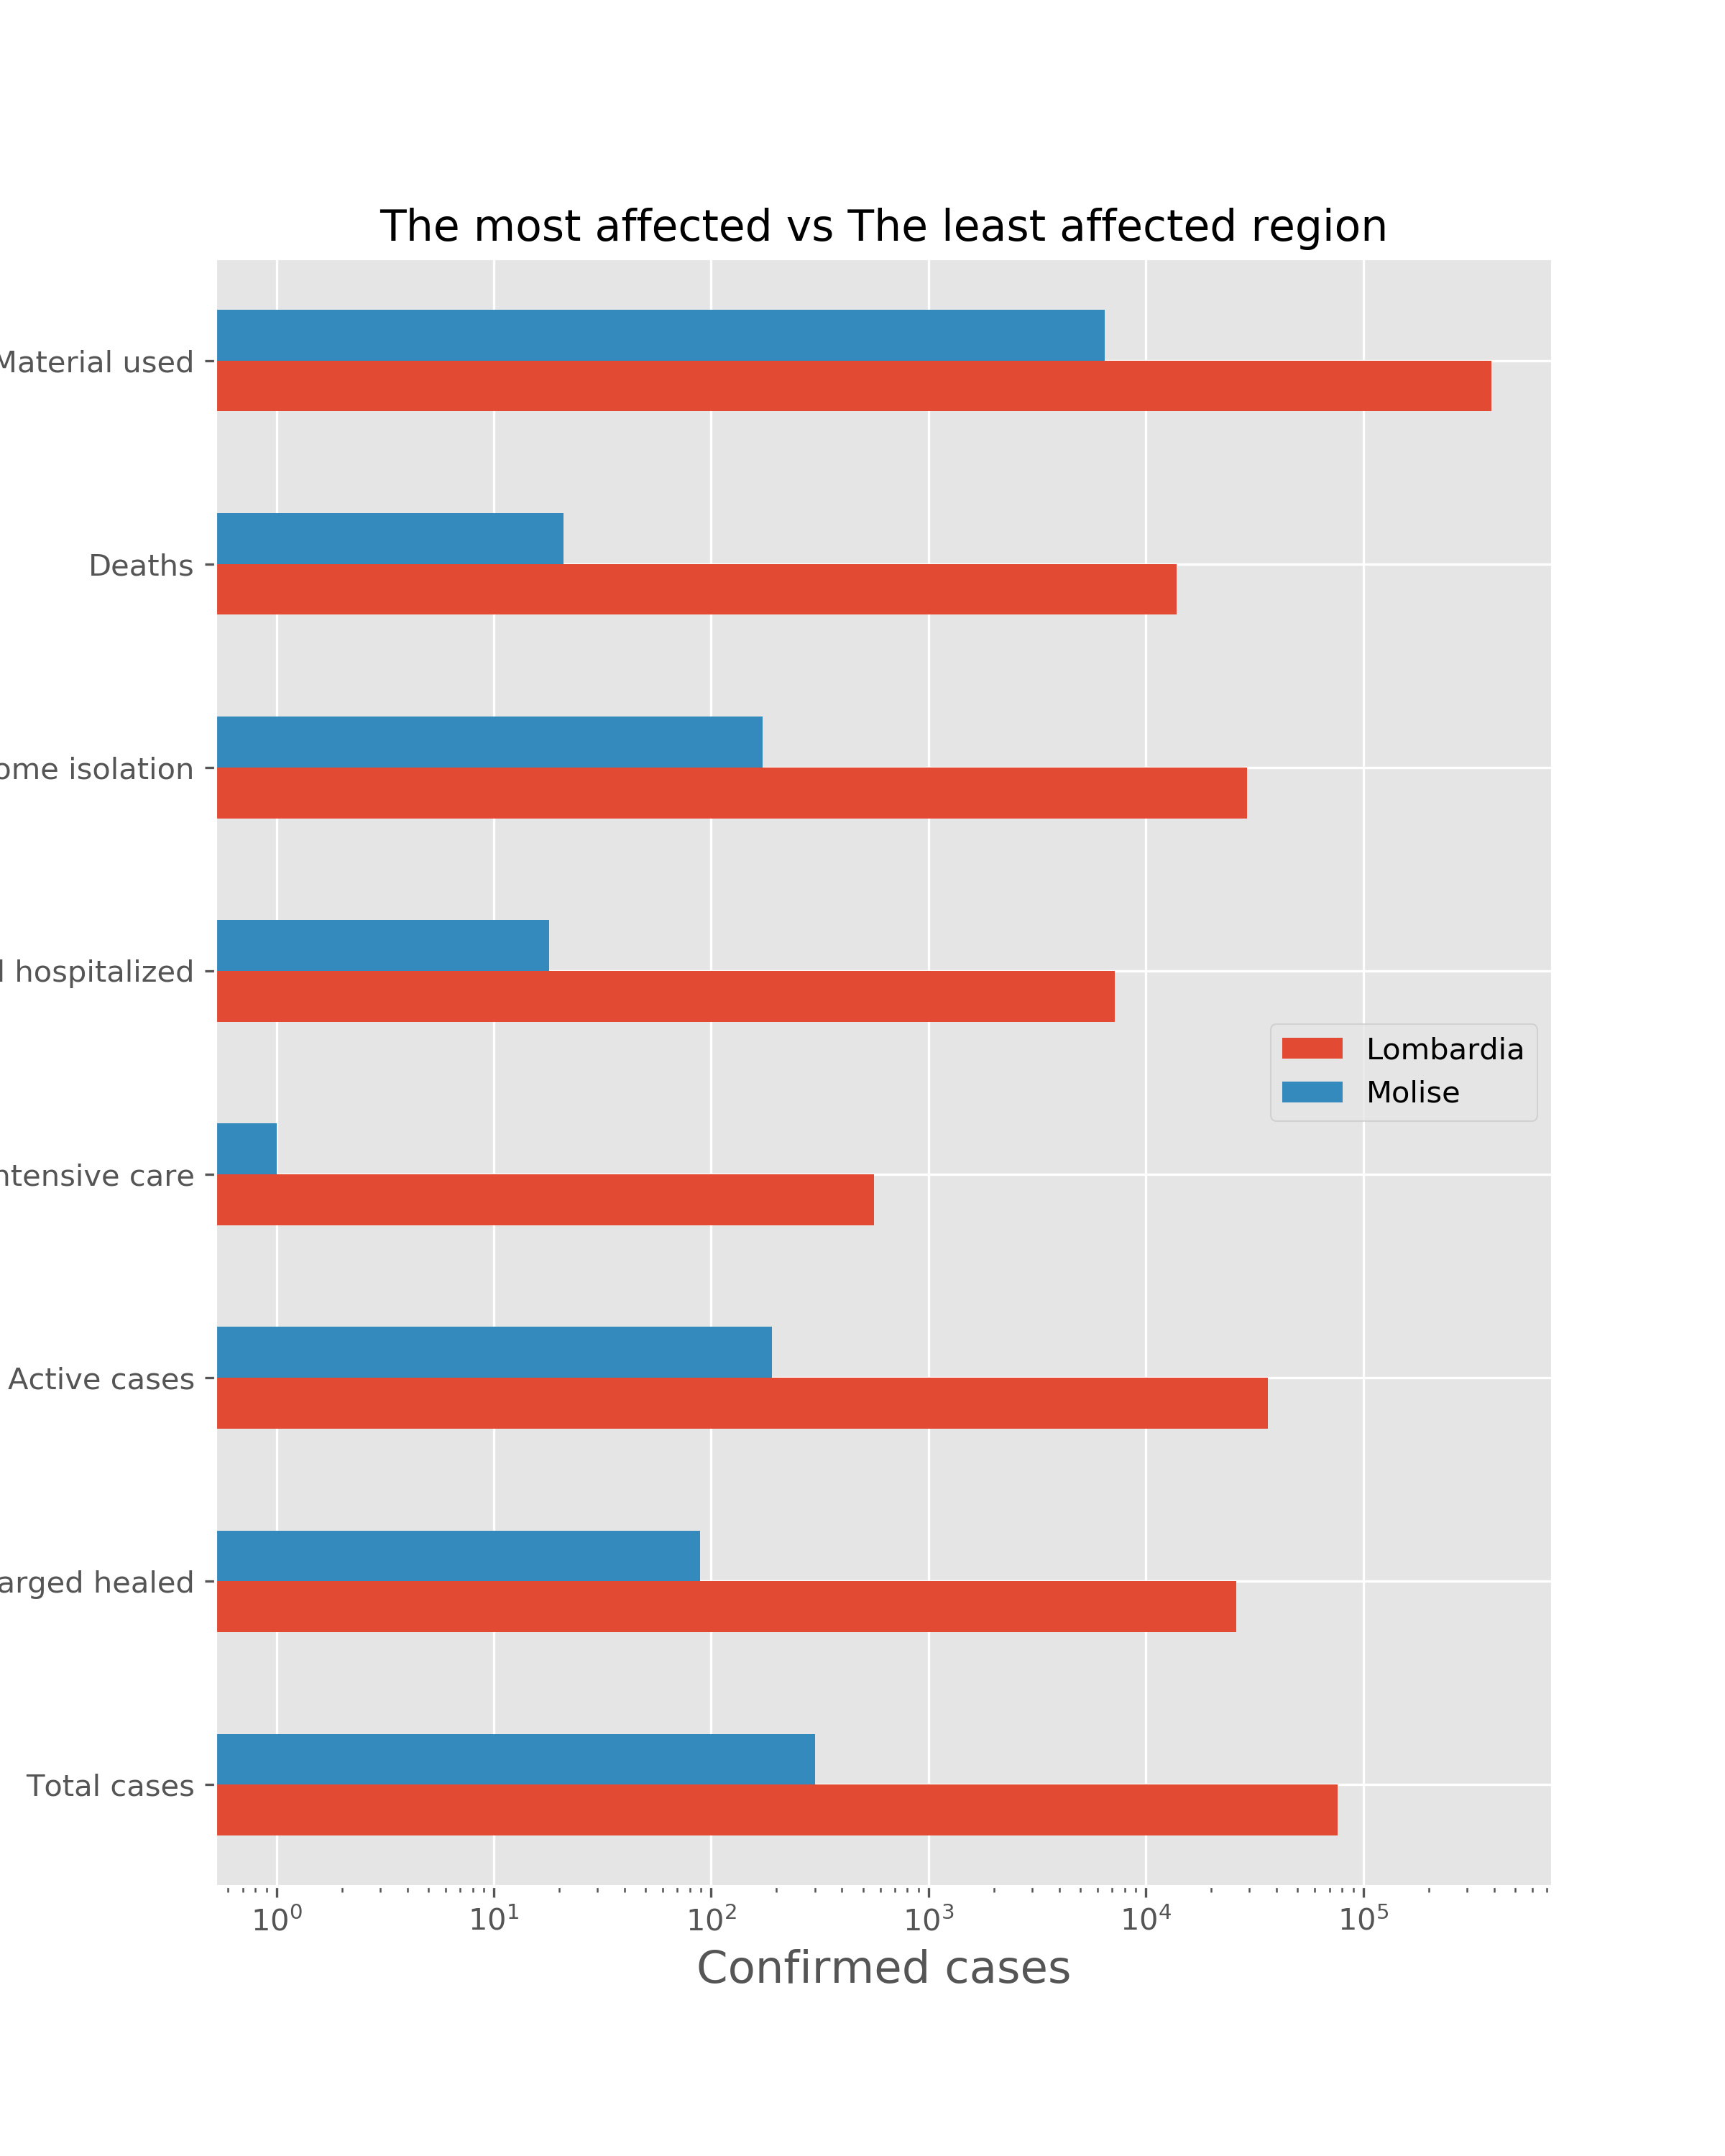 The most affected vs The least affected region
Material used
Deaths
ome isolation
hospitalized
ntensive care
Lombardia
Molise
Active cases
arged healed
Total cases
10⁰ 10¹ 10² 10³ 10⁴ 10⁵
Confirmed cases